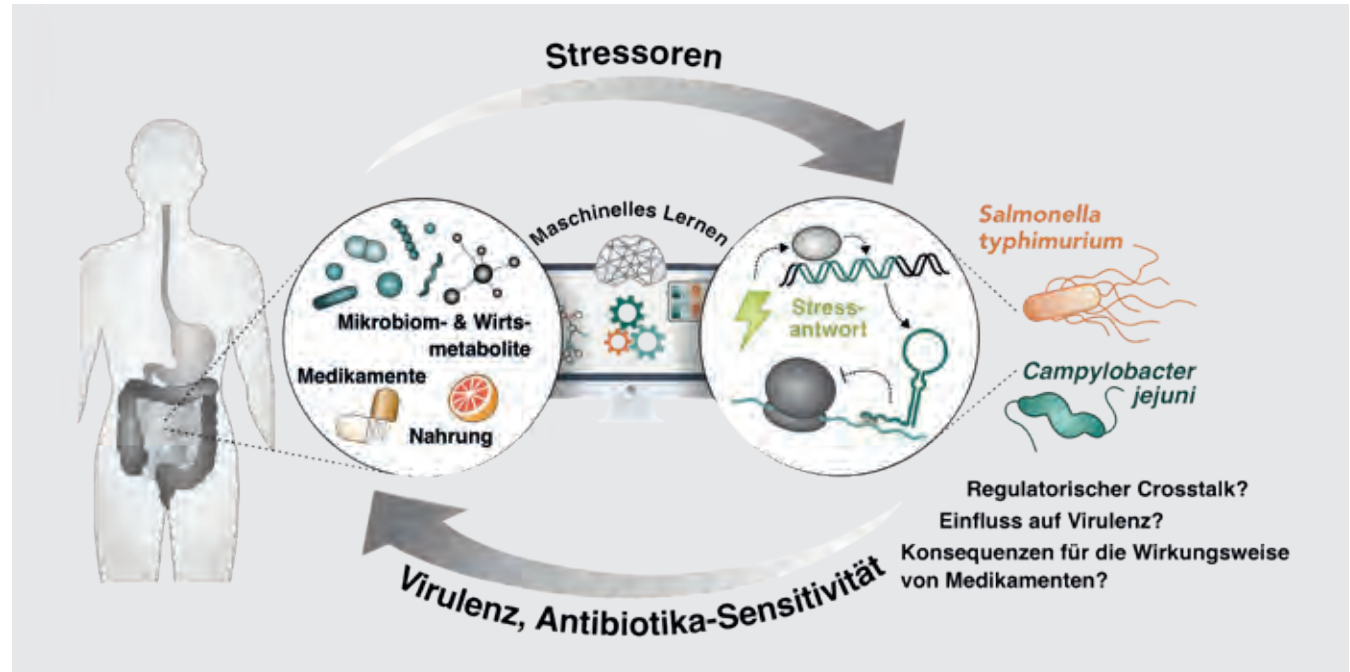 Stressoren
Maschinelles Lernen
Mikrobiom- & Wirts-
metabolite
Medikamente
Nahrung
Stress-
antwort
Salmonella
typhimurium
Campylobacter
jejuni
Regulatorischer Crosstalk?
Einfluss auf Virulenz?
Konsequenzen für die Wirkungsweise
von Medikamenten?
Virulenz, Antibiotika-Sensitivität